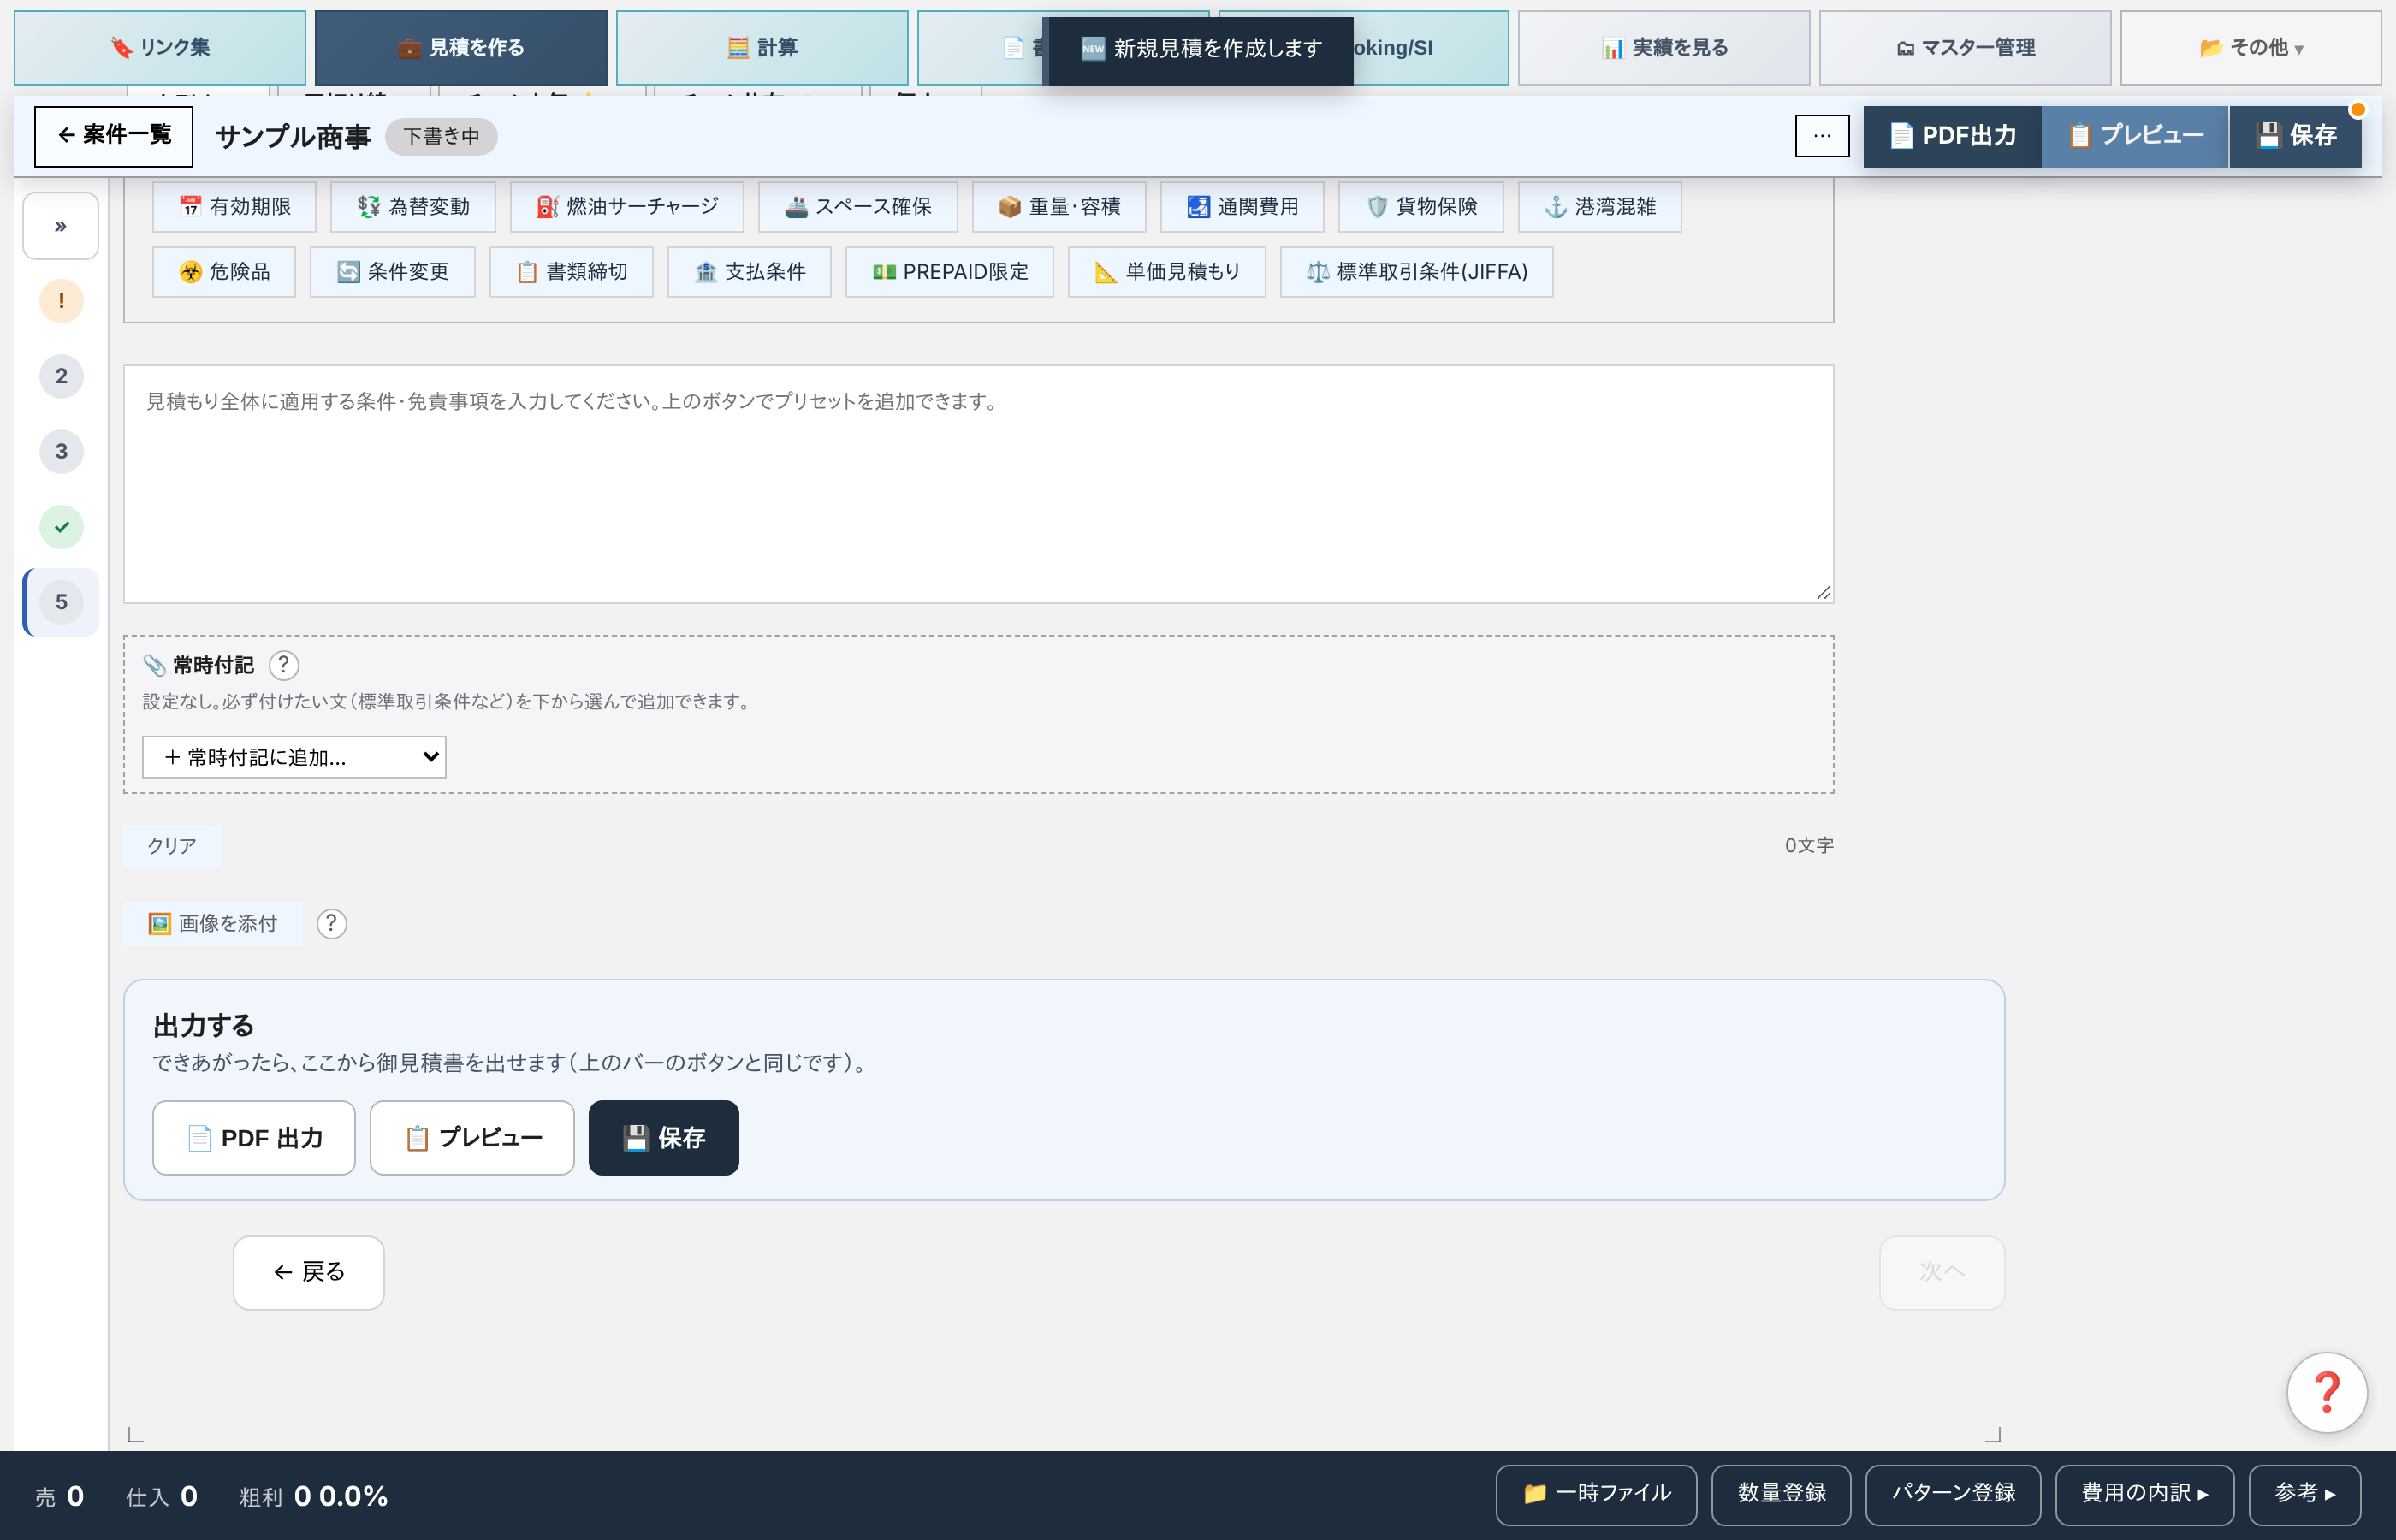 🔖 リンク集
💼 見積を作る
🧮 計算
📄
🆕 新規見積を作成します
oking/SI
📊 実績を見る
🗂 マスター管理
📂 その他 ▾
← 案件一覧
サンプル商事
下書き中
…
📄 PDF出力
📋 プレビュー
💾 保存
»
📅 有効期限
💱 為替変動
⛽ 燃油サーチャージ
🚢 スペース確保
📦 重量・容積
🛃 通関費用
🛡️ 貨物保険
⚓ 港湾混雑
!
☣️ 危険品
🔄 条件変更
📋 書類締切
🏦 支払条件
💵 PREPAID限定
📐 単価見積もり
⚖️ 標準取引条件(JIFFA)
2
3
✓
5
見積もり全体に適用する条件・免責事項を入力してください。上のボタンでプリセットを追加できます。
📎 常時付記 ?
設定なし。必ず付けたい文（標準取引条件など）を下から選んで追加できます。
＋ 常時付記に追加...
クリア
0文字
🖼️ 画像を添付 ?
出力する
できあがったら、ここから御見積書を出せます（上のバーのボタンと同じです）。
📄 PDF 出力
📋 プレビュー
💾 保存
← 戻る
次へ
❓
売 0
仕入 0
粗利 0 0.0%
📁 一時ファイル
数量登録
パターン登録
費用の内訳 ▸
参考 ▸